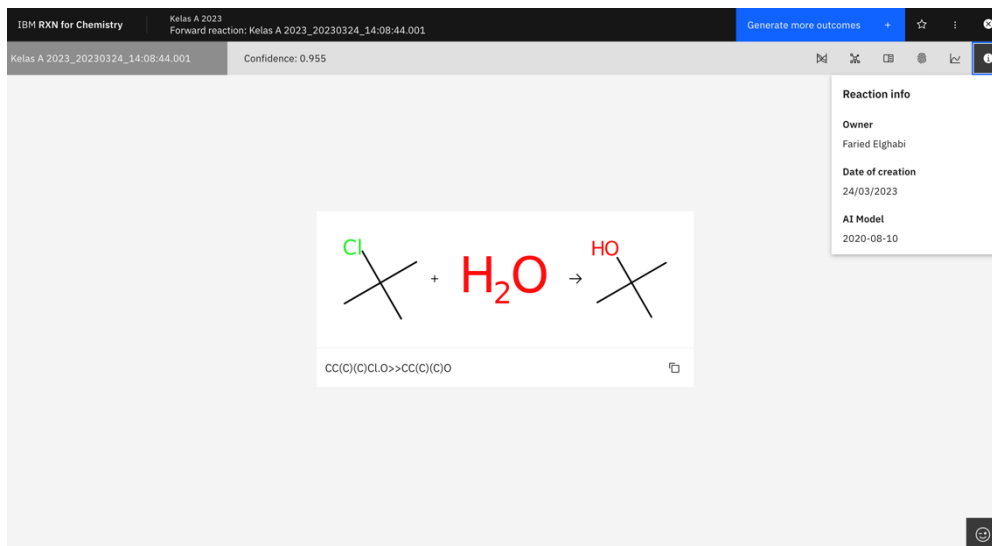 IBM RXN for Chemistry
Kelas A 2023
Forward reaction: Kelas A 2023_20230324_14:08:44.001
Generate more outcomes +
Kelas A 2023_20230324_14:08:44.001
Confidence: 0.955
Reaction info
Owner
Faried Elghabi
Date of creation
24/03/2023
AI Model
2020-08-10
Cl + H₂O → HO
CC(C)(C)Cl.O>>CC(C)(C)O